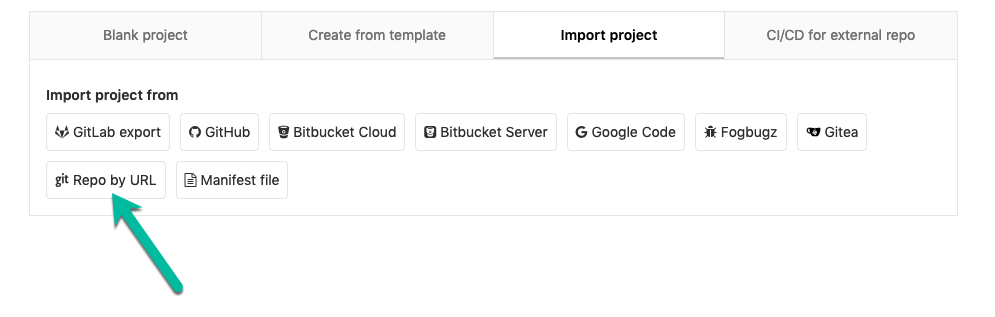 Blank project Create from template Import project CI/CD for external repo
Import project from
GitLab export GitHub Bitbucket Cloud Bitbucket Server Google Code Fogbugz Gitea
git Repo by URL Manifest file